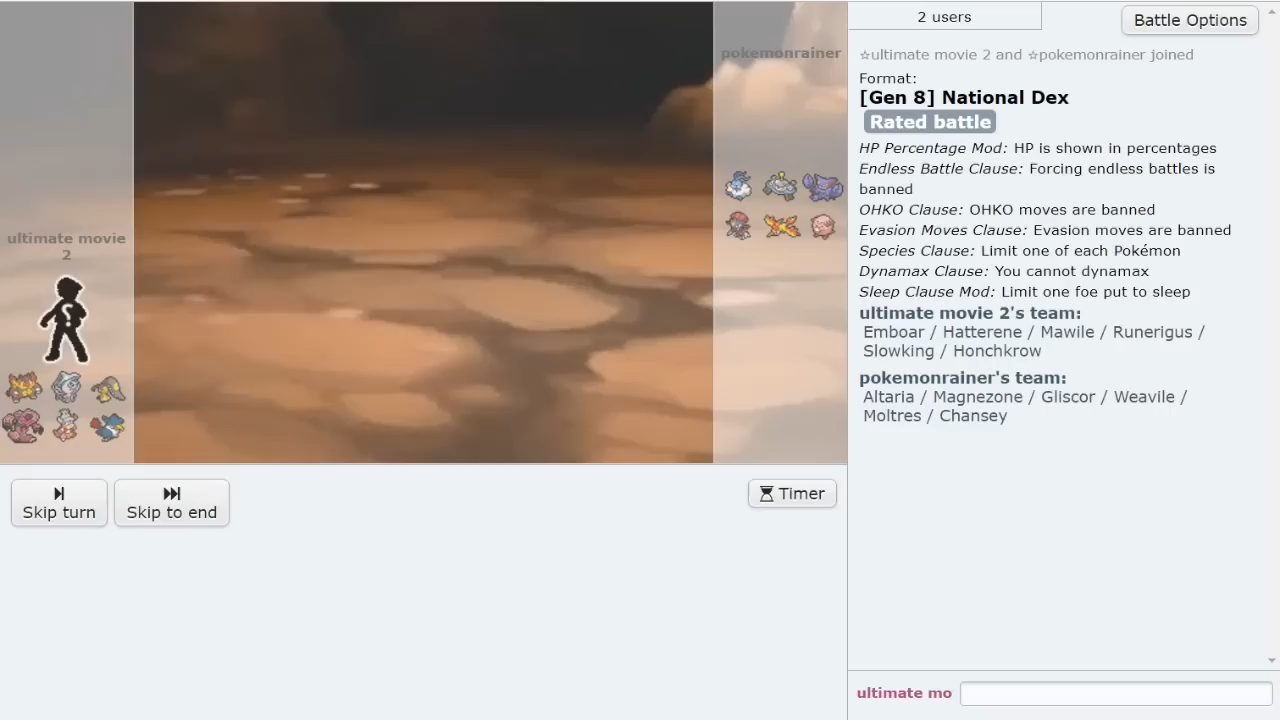 2 users
Battle Options
☆ultimate movie 2 and ☆pokemonrainer joined
Format:
[Gen 8] National Dex
Rated battle
HP Percentage Mod: HP is shown in percentages
Endless Battle Clause: Forcing endless battles is
banned
OHKO Clause: OHKO moves are banned
Evasion Moves Clause: Evasion moves are banned
Species Clause: Limit one of each Pokémon
Dynamax Clause: You cannot dynamax
Sleep Clause Mod: Limit one foe put to sleep
ultimate movie 2's team:
Emboar / Hatterene / Mawile / Runerigus /
Slowking / Honchkrow
pokemonrainer's team:
Altaria / Magnezone / Gliscor / Weavile /
Moltres / Chansey
pokemonrainer
ultimate movie
2
Skip turn
Skip to end
Timer
ultimate mo